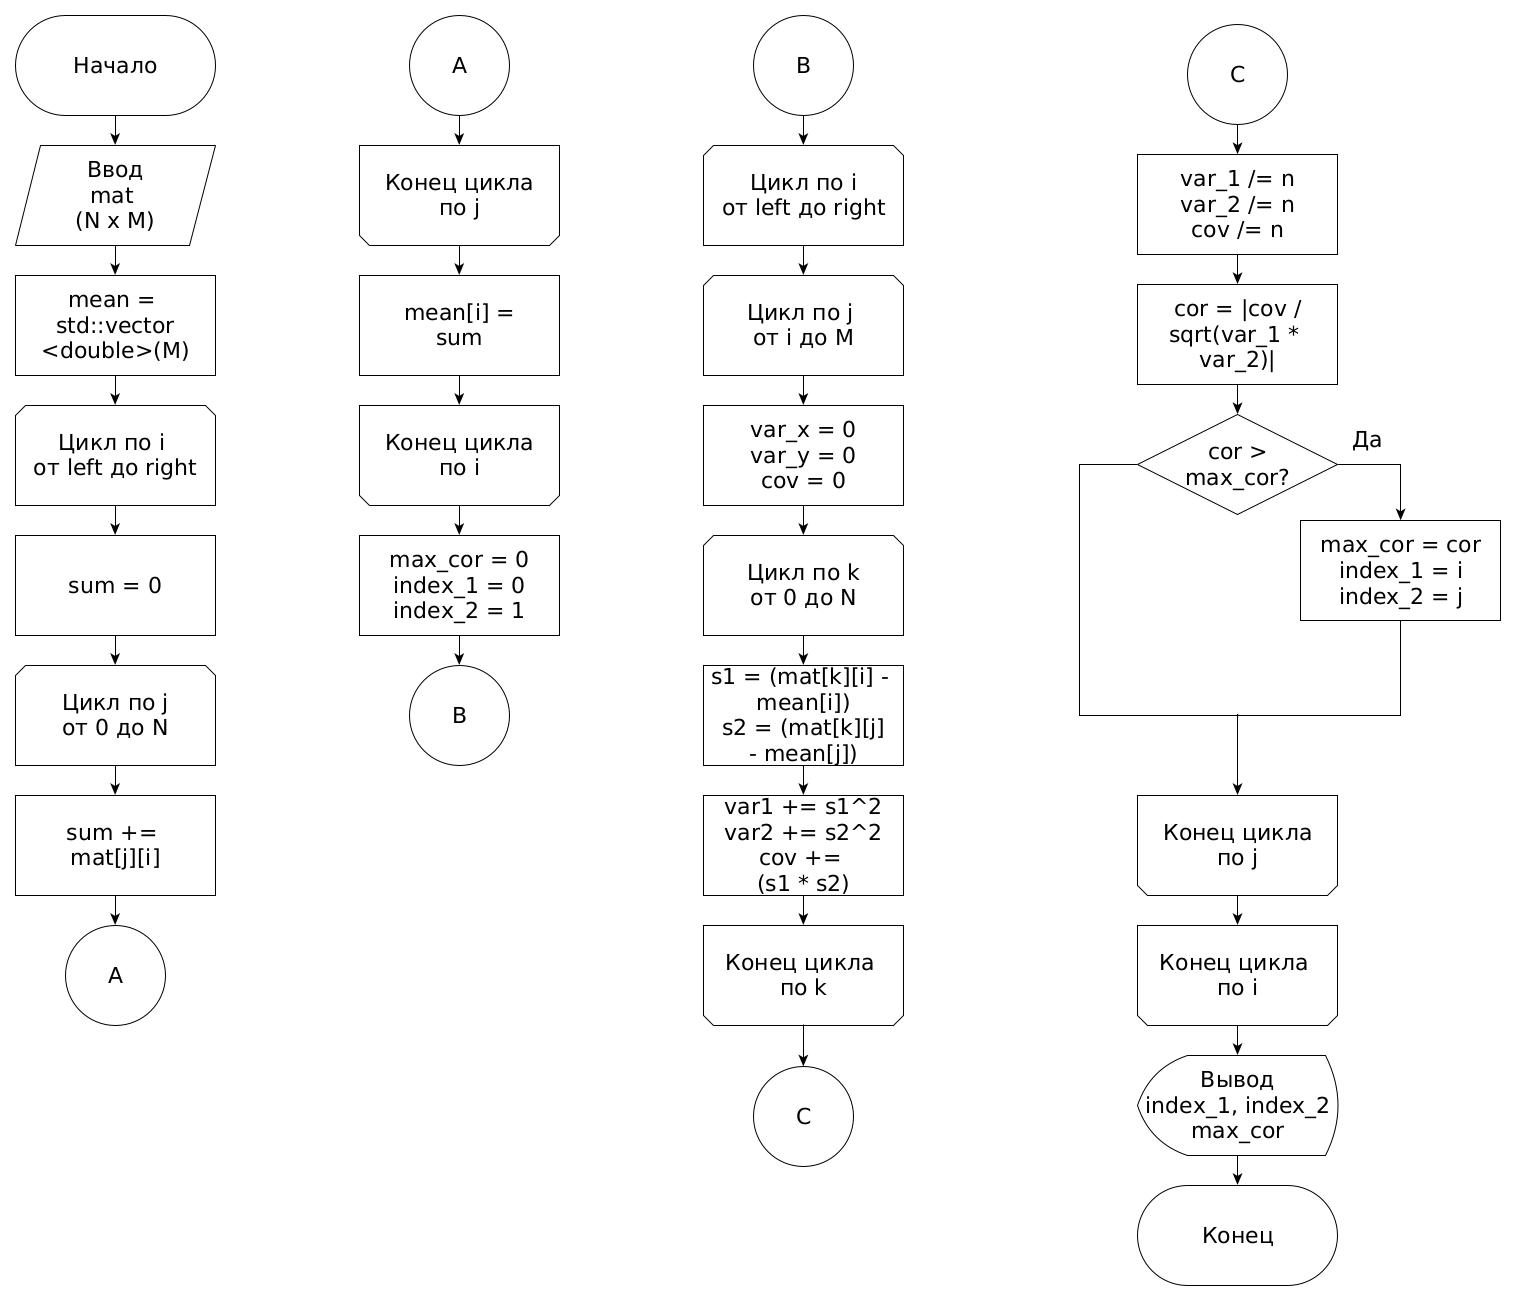 Начало
Ввод
mat
(N x M)
mean =
std::vector
<double>(M)
Цикл по i
от left до right
sum = 0
Цикл по j
от 0 до N
sum +=
mat[j][i]
A
A
Конец цикла
по j
mean[i] =
sum
Конец цикла
по i
max_cor = 0
index_1 = 0
index_2 = 1
B
B
Цикл по i
от left до right
Цикл по j
от i до M
var_x = 0
var_y = 0
cov = 0
Цикл по k
от 0 до N
s1 = (mat[k][i] -
mean[i])
s2 = (mat[k][j]
- mean[j])
var1 += s1^2
var2 += s2^2
cov +=
(s1 * s2)
Конец цикла
по k
C
C
var_1 /= n
var_2 /= n
cov /= n
cor = |cov /
sqrt(var_1 *
var_2)|
cor >
max_cor?
Да
max_cor = cor
index_1 = i
index_2 = j
Конец цикла
по j
Конец цикла
по i
Вывод
index_1, index_2
max_cor
Конец